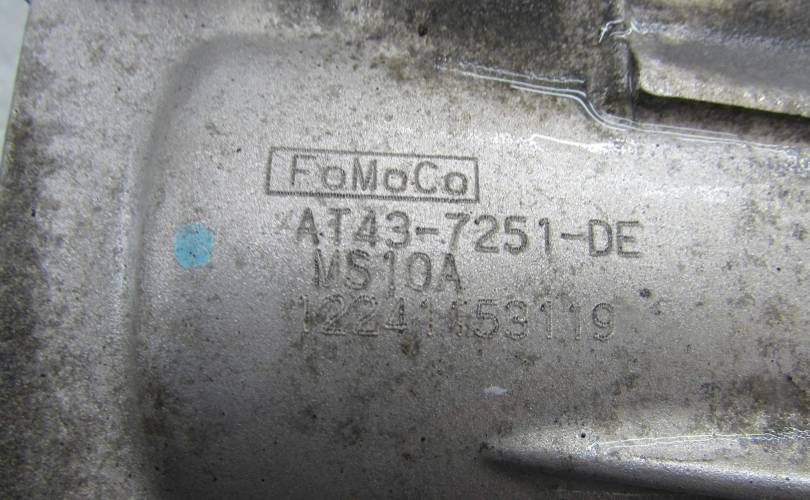 FoMoCo
AT43-7251-DE
MS10A
12241153119